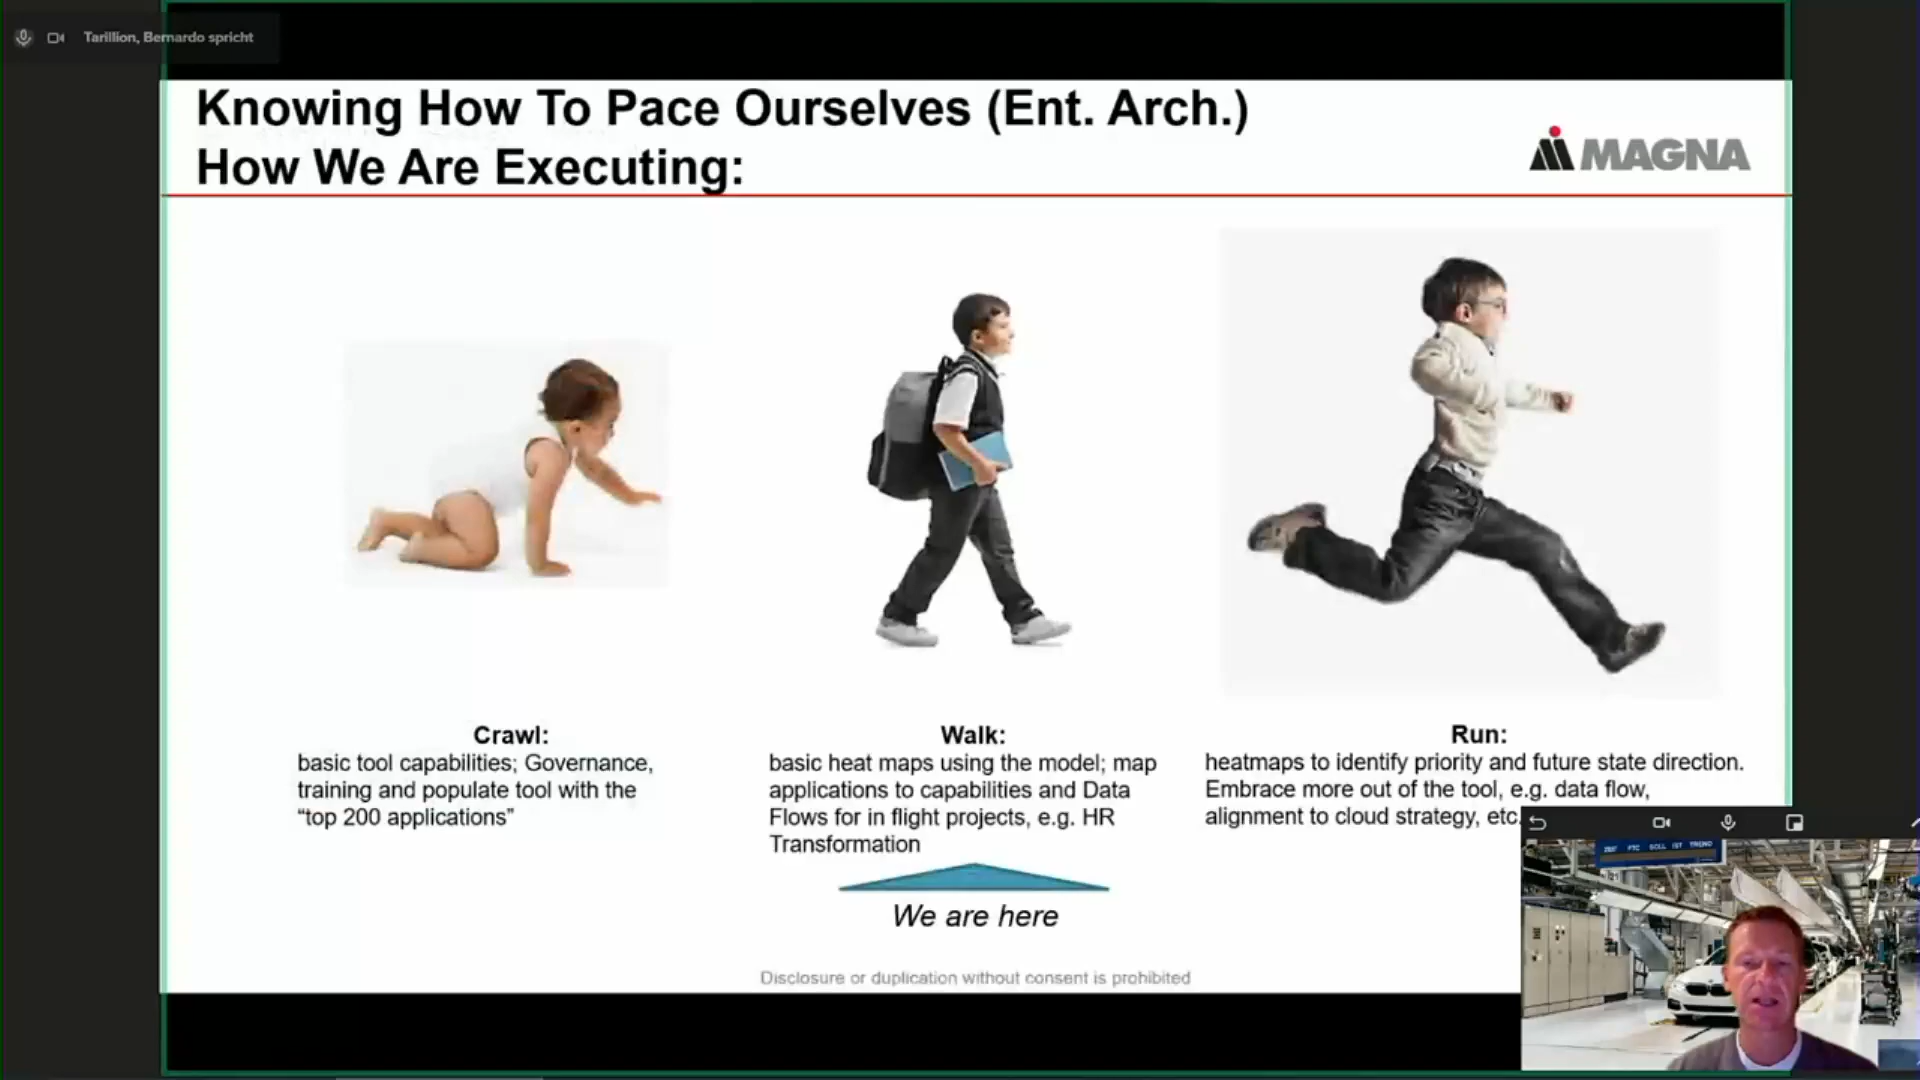 Tarillion, Bernardo spricht
Knowing How To Pace Ourselves (Ent. Arch.)
How We Are Executing:
MAGNA
Crawl:
basic tool capabilities; Governance,
training and populate tool with the
“top 200 applications”
Walk:
basic heat maps using the model; map
applications to capabilities and Data
Flows for in flight projects, e.g. HR
Transformation
Run:
heatmaps to identify priority and future state direction.
Embrace more out of the tool, e.g. data flow,
alignment to cloud strategy, etc.
We are here
Disclosure or duplication without consent is prohibited
SOLL IST TREND